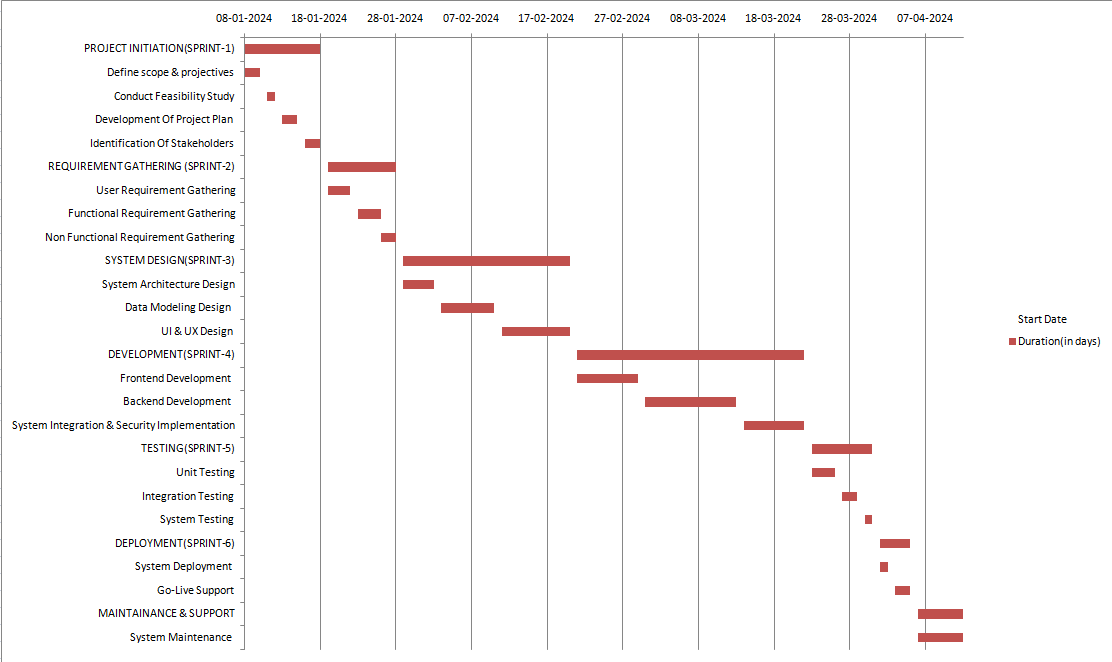 08-01-2024 18-01-2024 28-01-2024 07-02-2024 17-02-2024 27-02-2024 08-03-2024 18-03-2024 28-03-2024 07-04-2024
PROJECT INITIATION(SPRINT-1)
Define scope & projectives
Conduct Feasibility Study
Development Of Project Plan
Identification Of Stakeholders
REQUIREMENT GATHERING (SPRINT-2)
User Requirement Gathering
Functional Requirement Gathering
Non Functional Requirement Gathering
SYSTEM DESIGN(SPRINT-3)
System Architecture Design
Data Modeling Design
UI & UX Design
DEVELOPMENT(SPRINT-4)
Frontend Development
Backend Development
System Integration & Security Implementation
TESTING(SPRINT-5)
Unit Testing
Integration Testing
System Testing
DEPLOYMENT(SPRINT-6)
System Deployment
Go-Live Support
MAINTAINANCE & SUPPORT
System Maintenance
Start Date
Duration(in days)